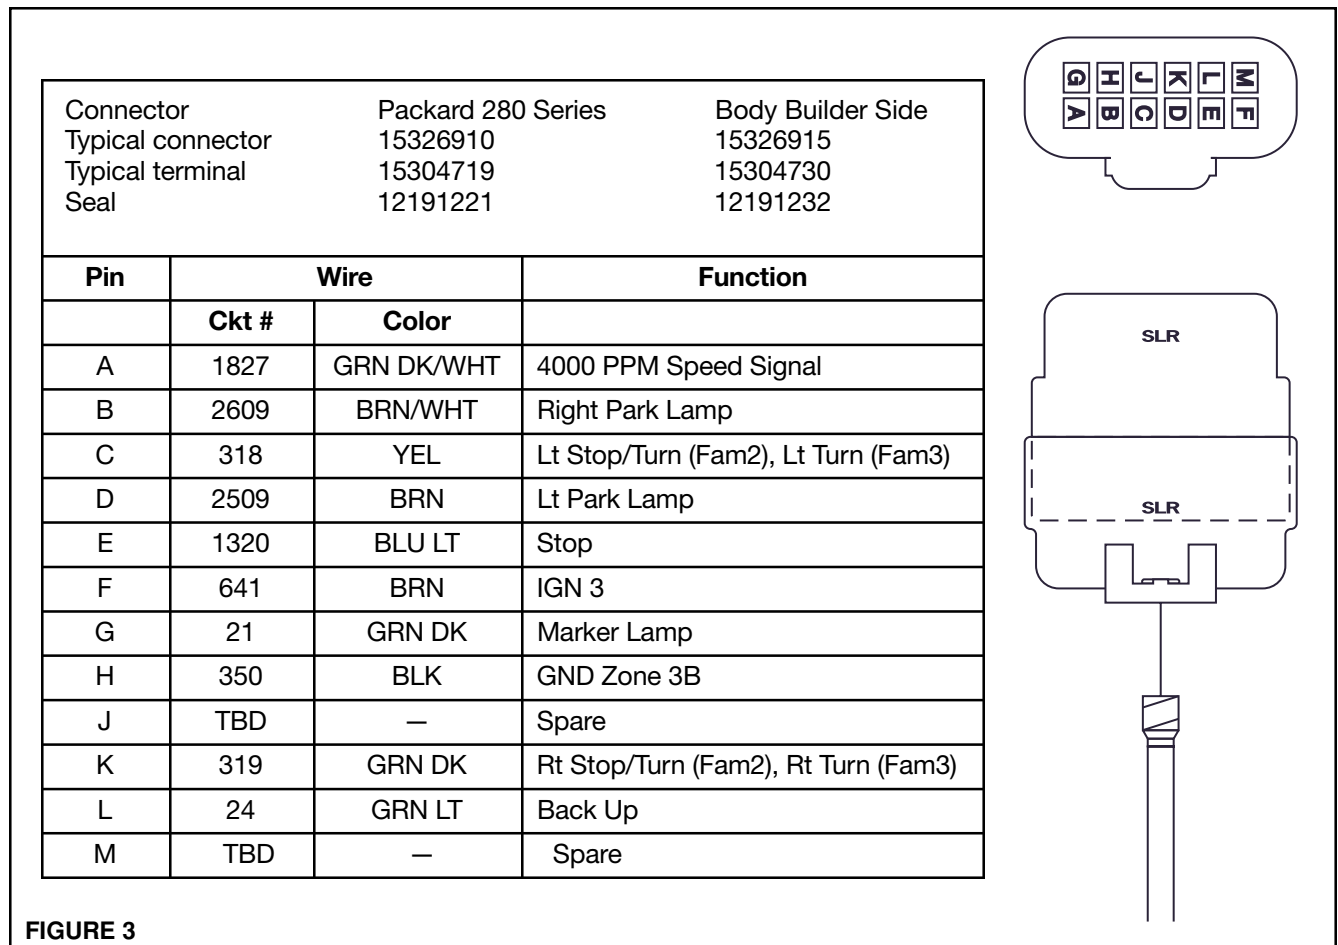 Connector Packard 280 Series Body Builder Side
Typical connector 15326910 15326915
Typical terminal 15304719 15304730
Seal 12191221 12191232
Pin Wire Function
Ckt # Color
A 1827 GRN DK/WHT 4000 PPM Speed Signal
B 2609 BRN/WHT Right Park Lamp
C 318 YEL Lt Stop/Turn (Fam2), Lt Turn (Fam3)
D 2509 BRN Lt Park Lamp
E 1320 BLU LT Stop
F 641 BRN IGN 3
G 21 GRN DK Marker Lamp
H 350 BLK GND Zone 3B
J TBD — Spare
K 319 GRN DK Rt Stop/Turn (Fam2), Rt Turn (Fam3)
L 24 GRN LT Back Up
M TBD — Spare
G H J K L M
A B C D E F
SLR
SLR
FIGURE 3